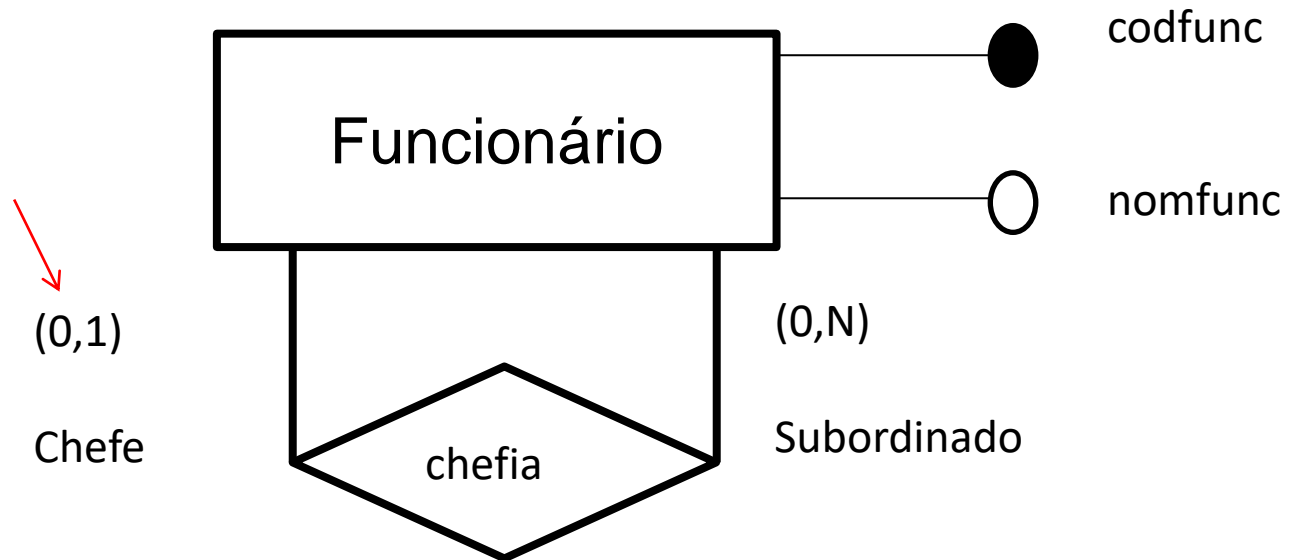 codfunc
Funcionário
nomfunc
(0,1)
(0,N)
Chefe
chefia
Subordinado